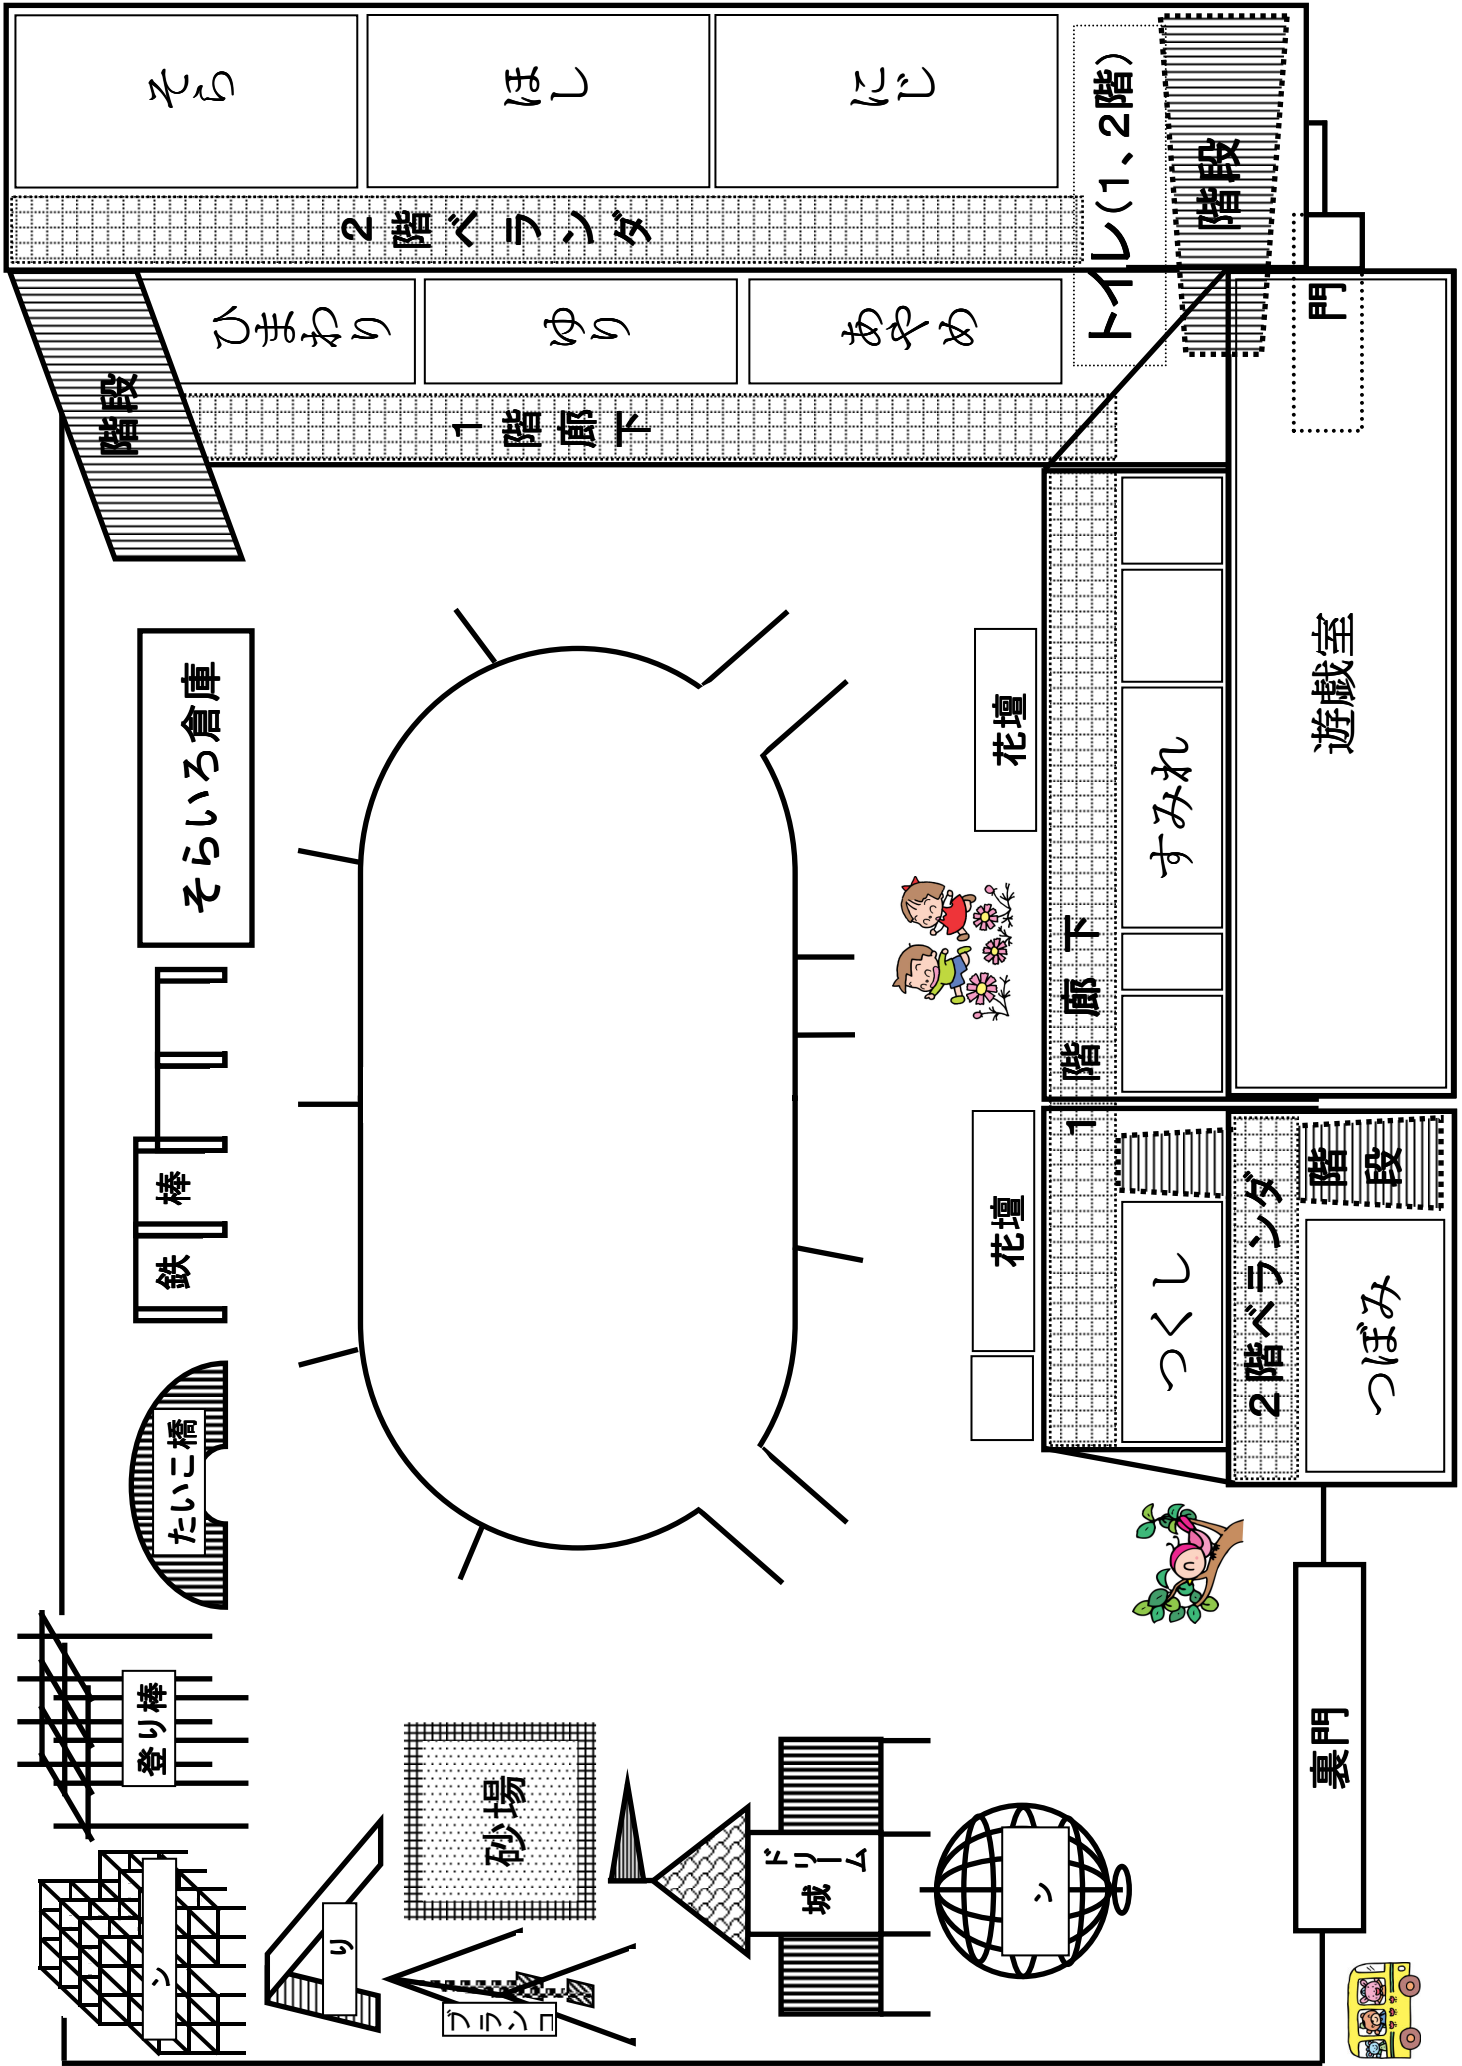 そら
ほし
にじ
トイレ(1、2階)
階段
2階ベランダ
ひまわり
ゆり
あやめ
門
階段
1階廊下
そらいろ倉庫
花壇
すみれ
遊戯室
1階廊下
鉄棒
花壇
つくし
2階ベランダ
階段
つぼみ
たいこ橋
登り棒
砂場
ドリーム
城
裏門
ン
り
ブランコ
ン